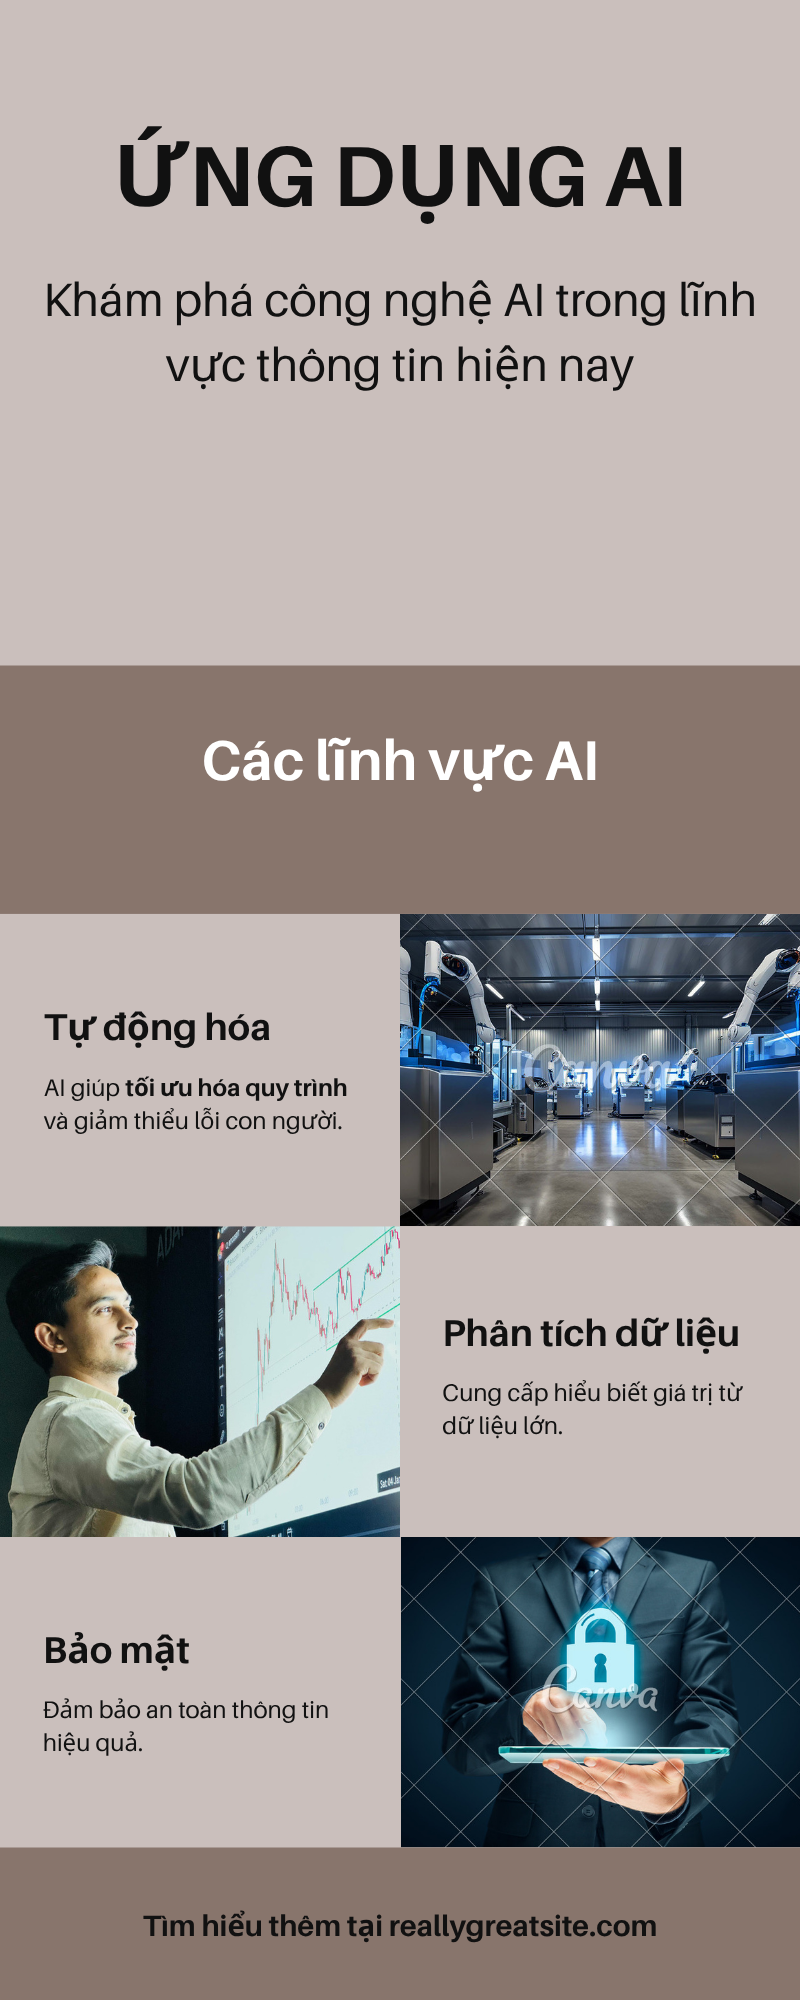 ỨNG DỤNG AI
Khám phá công nghệ AI trong lĩnh
vực thông tin hiện nay
Các lĩnh vực AI
Tự động hóa
AI giúp tối ưu hóa quy trình
và giảm thiểu lỗi con người.
Canva
Phân tích dữ liệu
Cung cấp hiểu biết giá trị từ
dữ liệu lớn.
Bảo mật
Đảm bảo an toàn thông tin
hiệu quả.
Canva
Tìm hiểu thêm tại reallygreatsite.com